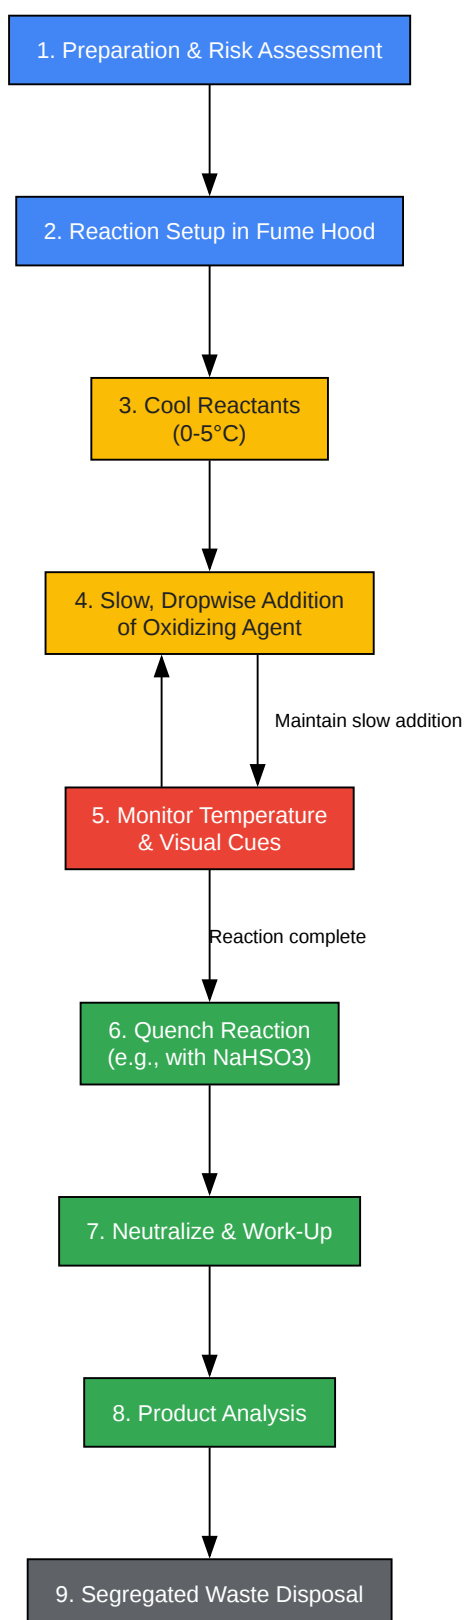 1. Preparation & Risk Assessment
2. Reaction Setup in Fume Hood
3. Cool Reactants
(0-5°C)
4. Slow, Dropwise Addition
of Oxidizing Agent
Maintain slow addition
5. Monitor Temperature
& Visual Cues
Reaction complete
6. Quench Reaction
(e.g., with NaHSO3)
7. Neutralize & Work-Up
8. Product Analysis
9. Segregated Waste Disposal